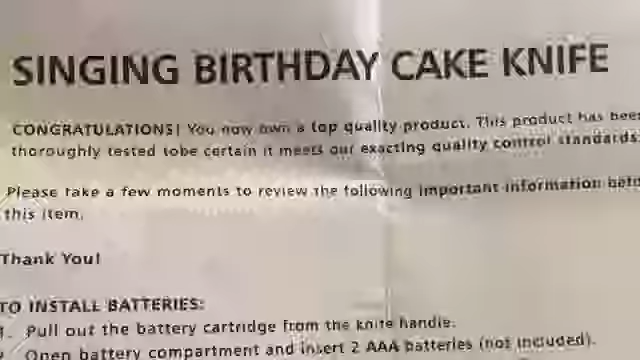 SINGING BIRTHDAY CAKE KNIFE
CONGRATULATIONS! You now own a top quality product. This product has been
thoroughly tested tobe certain it meets our exacting quality control standards.
Please take a few moments to review the following important information
this item.
Thank You!
TO INSTALL BATTERIES:
1. Pull out the battery cartridge from the knife handle.
Open battery compartment and insert 2 AAA batteries (not included).